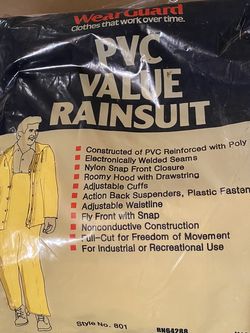 WearGuard
Clothes that work over time.
PVC
VALUE
RAINSUIT
Constructed of PVC Reinforced with Poly
Electronically Welded Seams
Nylon Snap Front Closure
Roomy Hood with Drawstring
Adjustable Cuffs
Action Back Suspenders, Plastic Fasten
Adjustable Waistline
Fly Front with Snap
Nonconductive Construction
Full-Cut for Freedom of Movement
For Industrial or Recreational Use
Style No. 801
RN64288